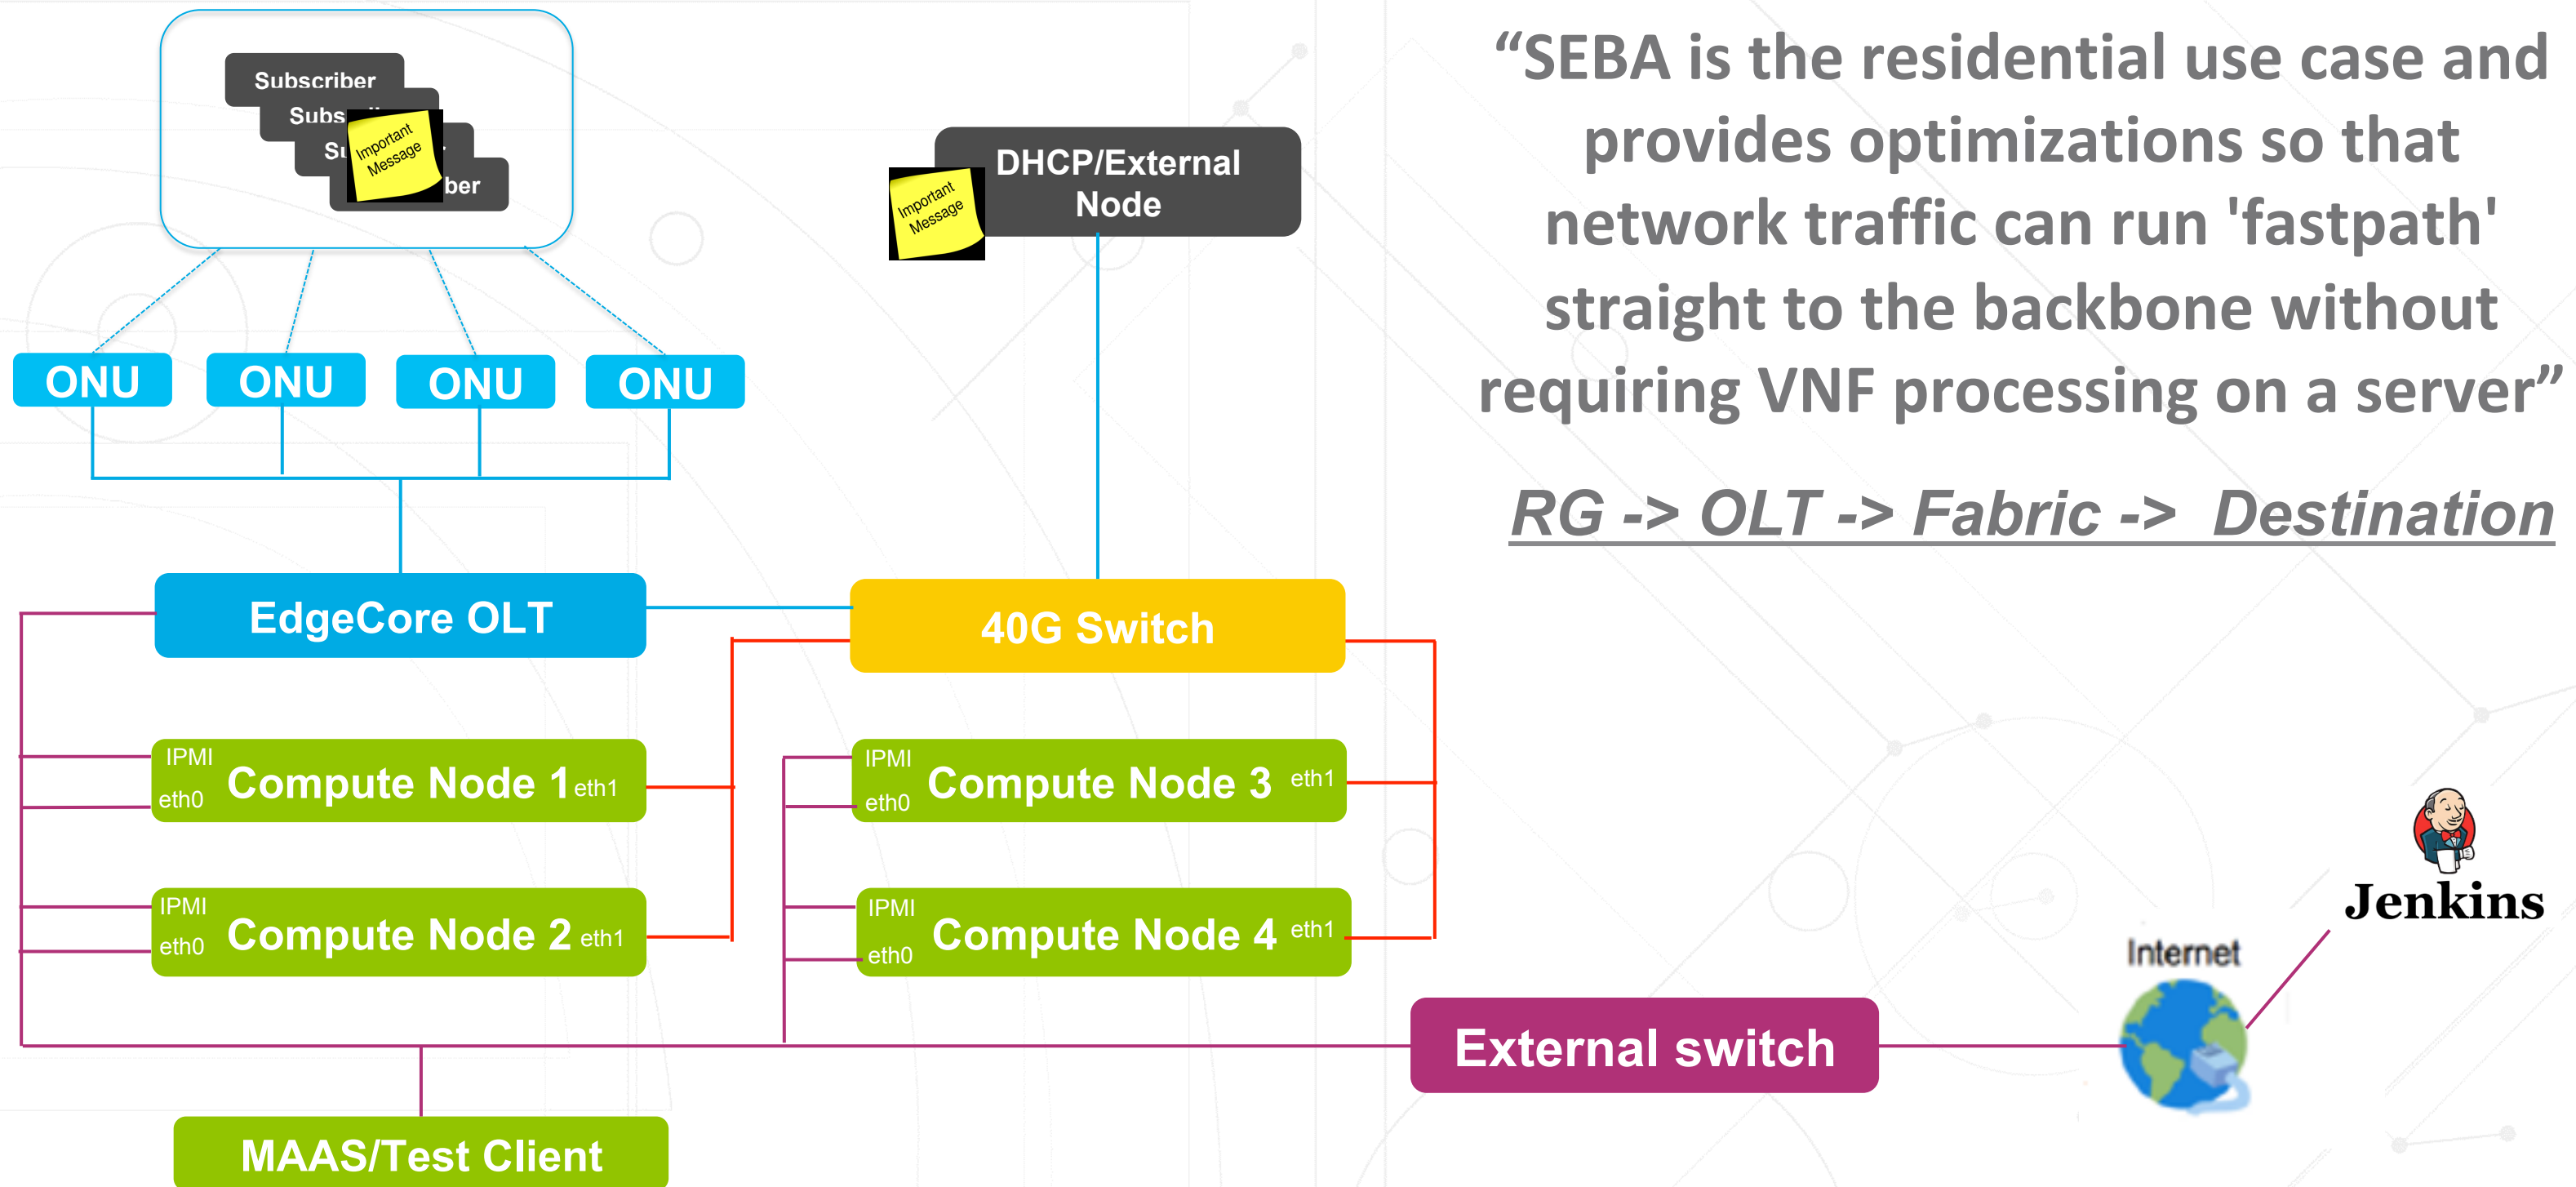 Subscriber
Subs
Su
ber
Important
Message
DHCP/External
Node
Important
Message
“SEBA is the residential use case and
provides optimizations so that
network traffic can run 'fastpath'
straight to the backbone without
requiring VNF processing on a server”
RG -> OLT -> Fabric -> Destination
ONU
ONU
ONU
ONU
EdgeCore OLT
40G Switch
IPMI
eth0
Compute Node 1
eth1
IPMI
eth0
Compute Node 3
eth1
IPMI
eth0
Compute Node 2
eth1
IPMI
eth0
Compute Node 4
eth1
Jenkins
Internet
External switch
MAAS/Test Client